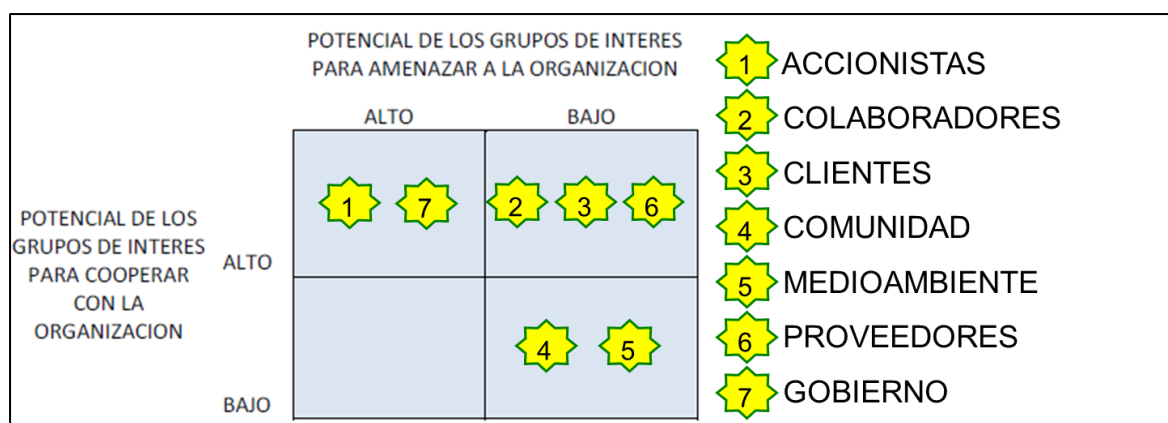 POTENCIAL DE LOS GRUPOS DE INTERES
PARA AMENAZAR A LA ORGANIZACION
ALTO BAJO
POTENCIAL DE LOS
GRUPOS DE INTERES
PARA COOPERAR
CON LA
ORGANIZACION
ALTO
BAJO
1 7 2 3 6
4 5
1 ACCIONISTAS
2 COLABORADORES
3 CLIENTES
4 COMUNIDAD
5 MEDIOAMBIENTE
6 PROVEEDORES
7 GOBIERNO